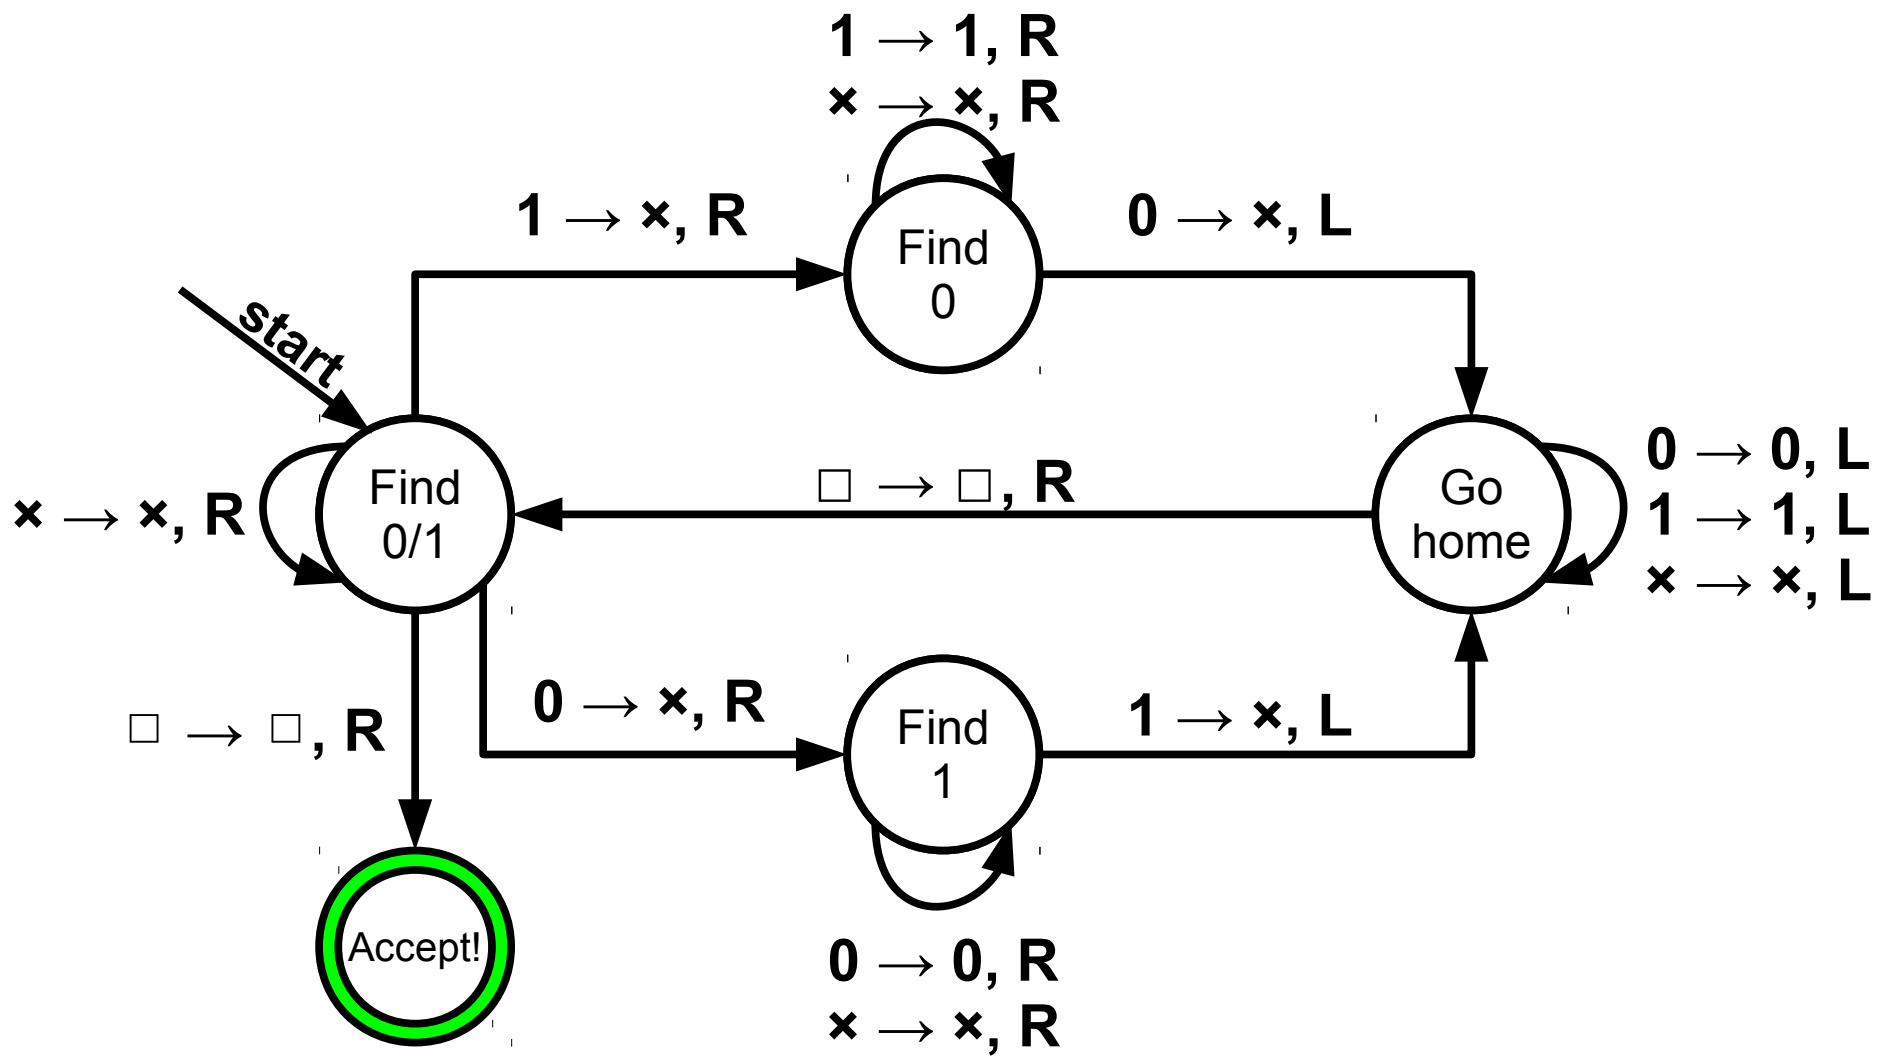 1 → 1, R
× → ×, R
1 → ×, R
0 → ×, L
Find
0
start
Find
0/1
× → ×, R
□ → □, R
Go
home
0 → 0, L
1 → 1, L
× → ×, L
□ → □, R
0 → ×, R
Find
1
1 → ×, L
Accept!
0 → 0, R
× → ×, R